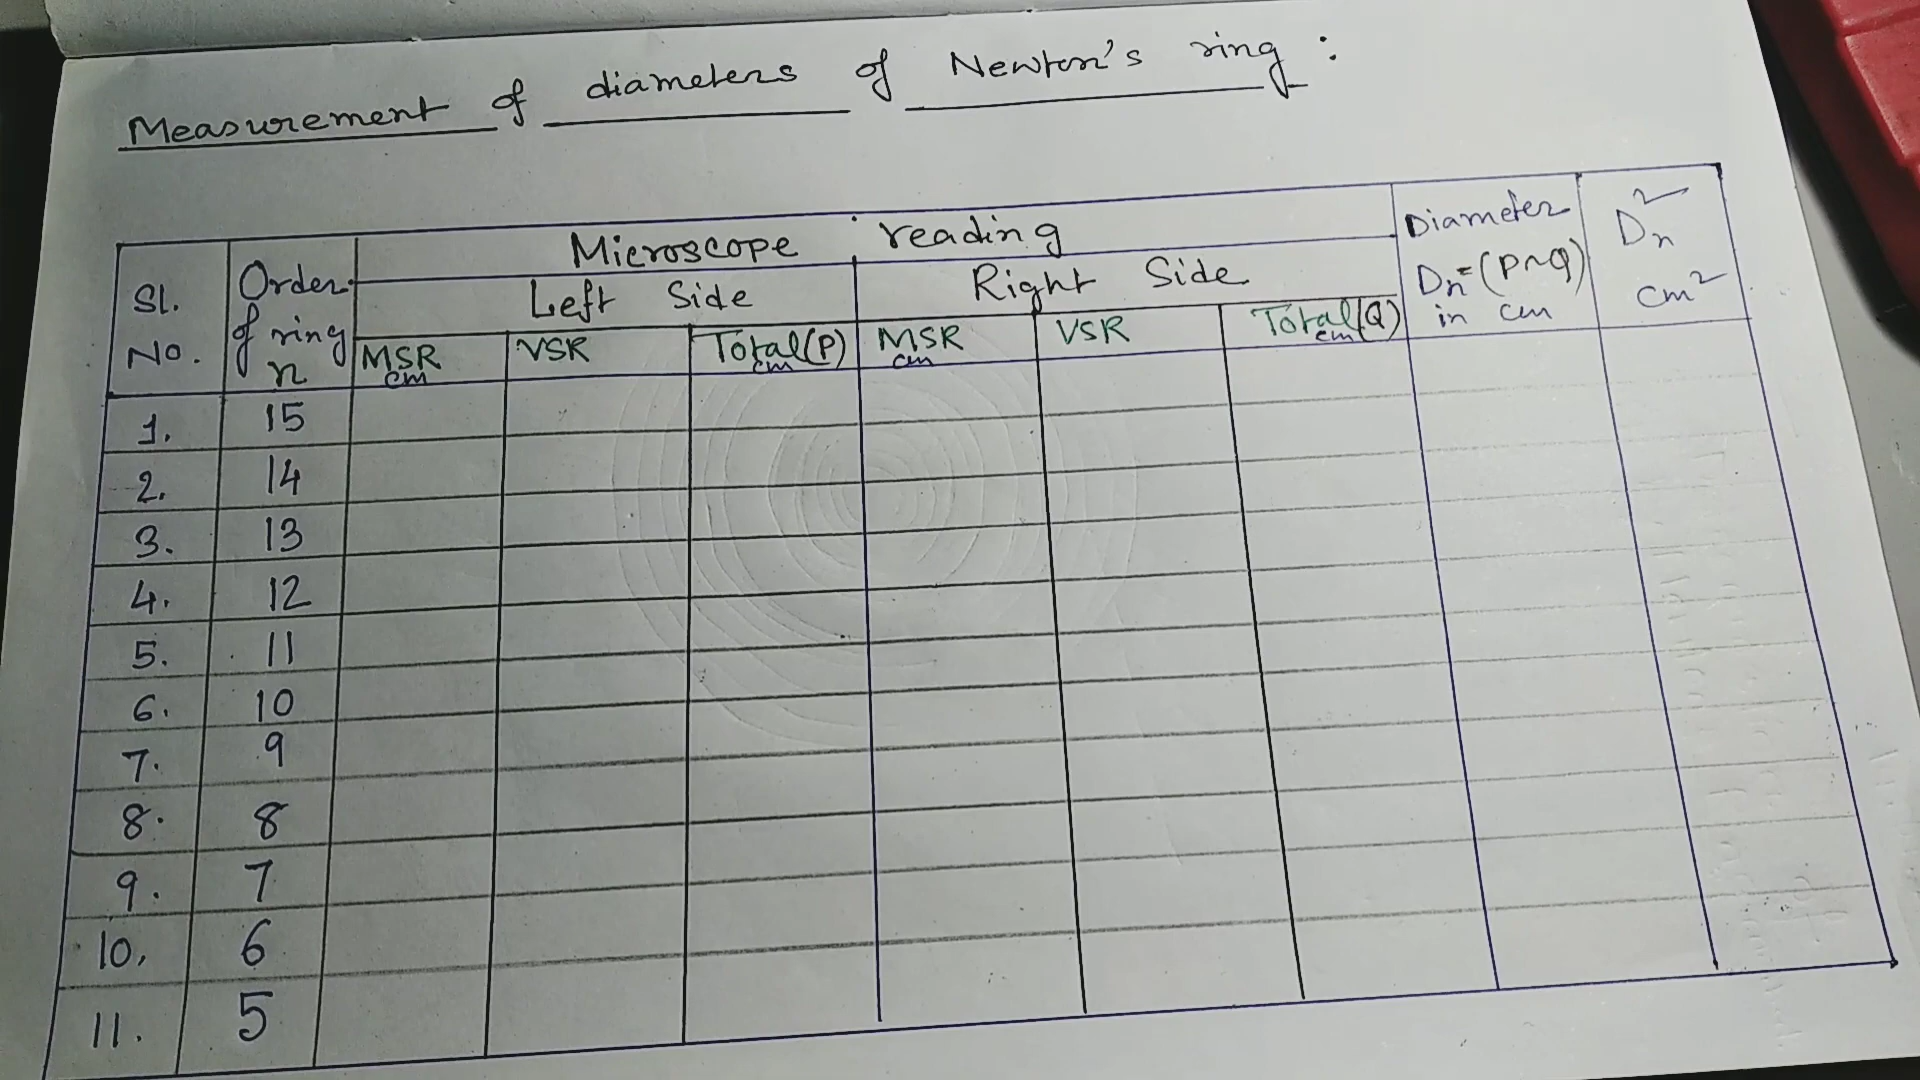 Measurement of diameters of Newton's ring :
Sl. No. Order of ring n Microscope reading Diameter Dn = (P~Q) in cm Dn² cm²
Left Side Right Side
MSR cm VSR Total (P) cm MSR cm VSR Total (Q) cm
1. 15
2. 14
3. 13
4. 12
5. 11
6. 10
7. 9
8. 8
9. 7
10. 6
11. 5